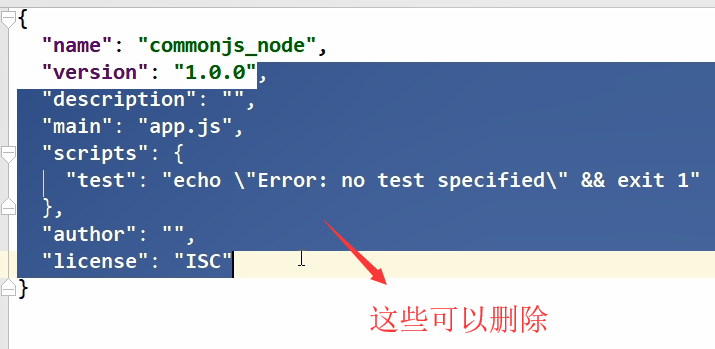 {
"name": "commonjs_node",
"version": "1.0.0",
"description": "",
"main": "app.js",
"scripts": {
"test": "echo \"Error: no test specified\" && exit 1"
},
"author": "",
"license": "ISC"
}
这些可以删除